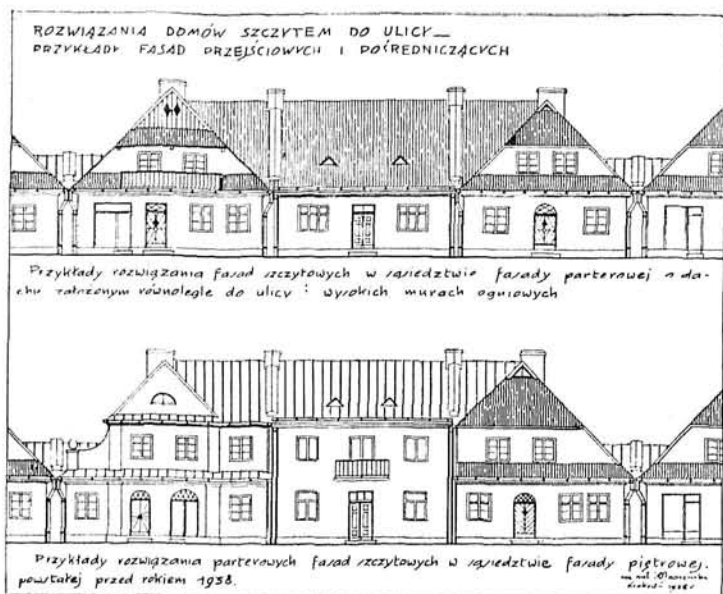 ROZWIĄZANIA DOMÓW SZCZYTEM DO ULICY_
PRZYKŁADY FASAD PRZEJŚCIOWYCH I POŚREDNICZĄCYCH
Przykłady rozwiązania fasad szczytowych w sąsiedztwie fasady parterowej o da-
chu założonym równolegle do ulicy i wysokich murach ogniowych
Przykłady rozwiązania parterowych fasad szczytowych w sąsiedztwie fasady piętrowej.
powstałej przed rokiem 1938.